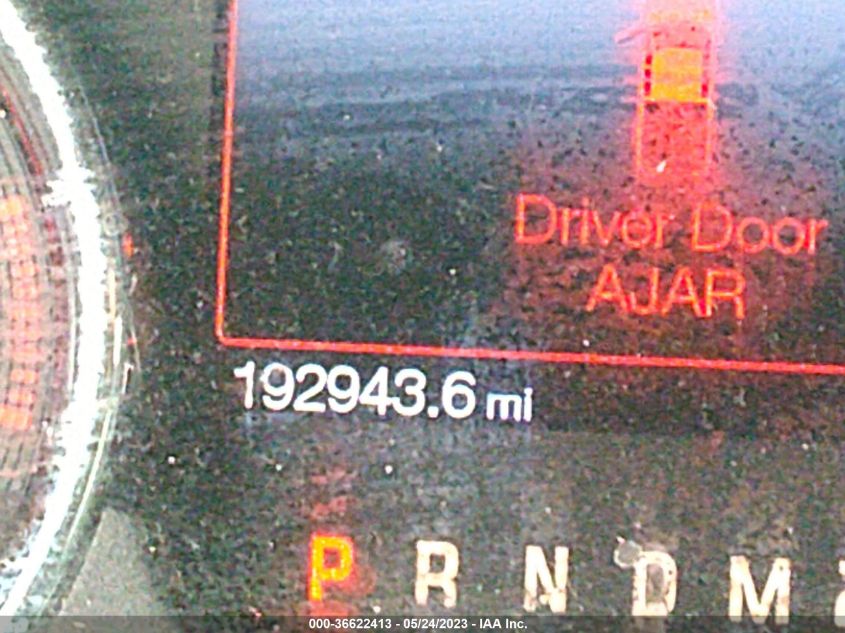 Driver Door
AJAR
192943.6 mi
P R N D M
000-36622413 - 05/24/2023 - IAA Inc.